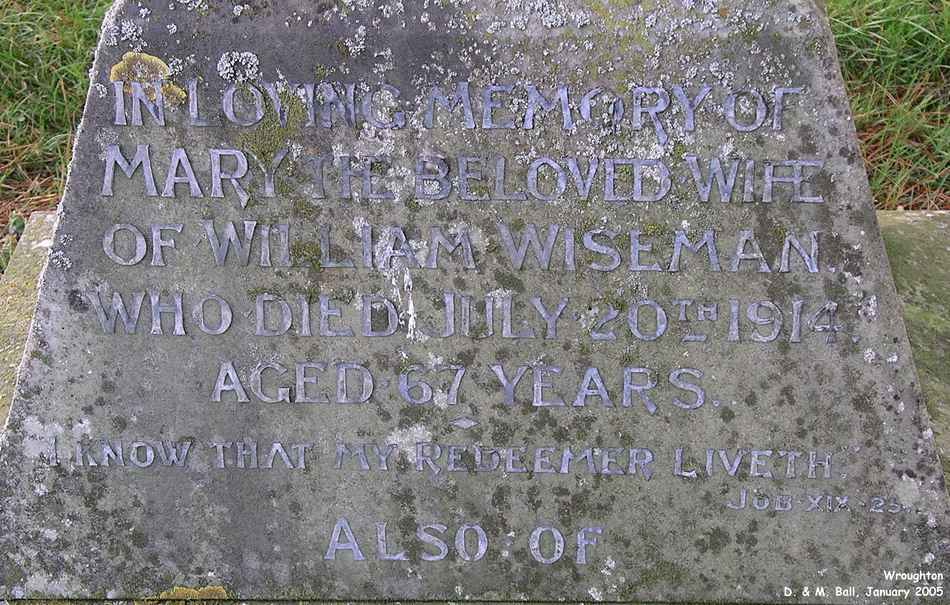 IN LOVING MEMORY OF
MARY THE BELOVED WIFE
OF WILLIAM WISEMAN.
WHO DIED JULY 20TH 1914.
AGED 67 YEARS.
I KNOW THAT MY REDEEMER LIVETH.
JOB·XIX·25.
ALSO OF
Wroughton
D. & M. Ball, January 2005